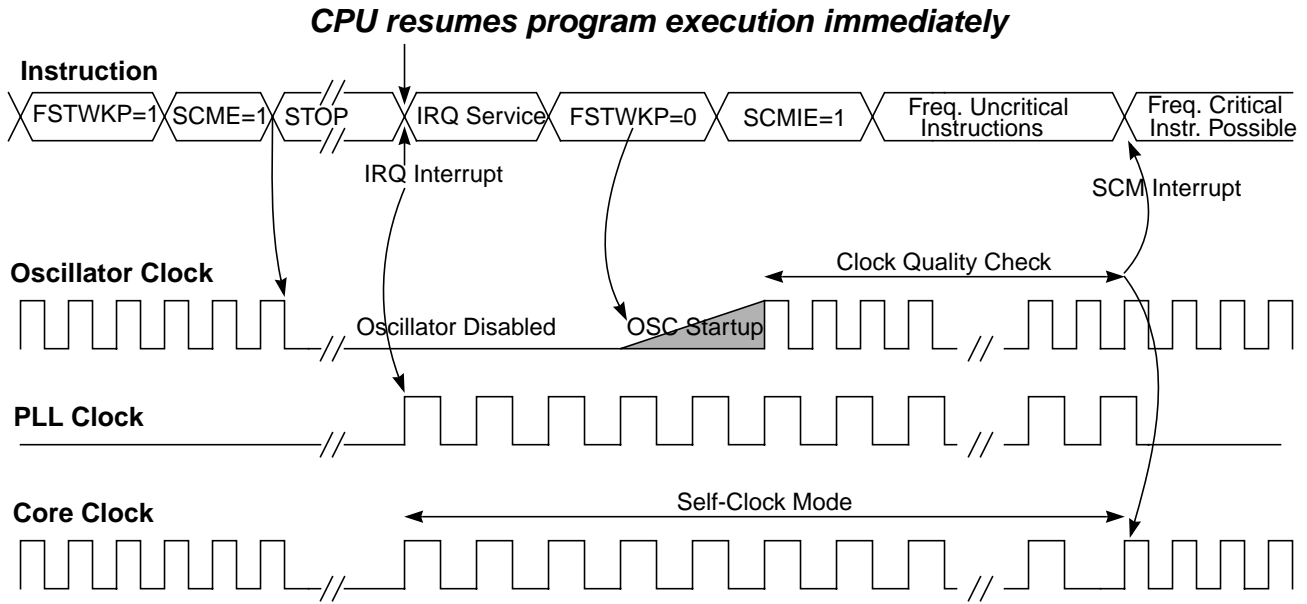 CPU resumes program execution immediately
Instruction
FSTWKP=1
SCME=1
STOP
IRQ Service
FSTWKP=0
SCMIE=1
Freq. Uncritical
Instructions
Freq. Critical
Instr. Possible
IRQ Interrupt
SCM Interrupt
Oscillator Clock
Clock Quality Check
Oscillator Disabled
OSC Startup
PLL Clock
Core Clock
Self-Clock Mode